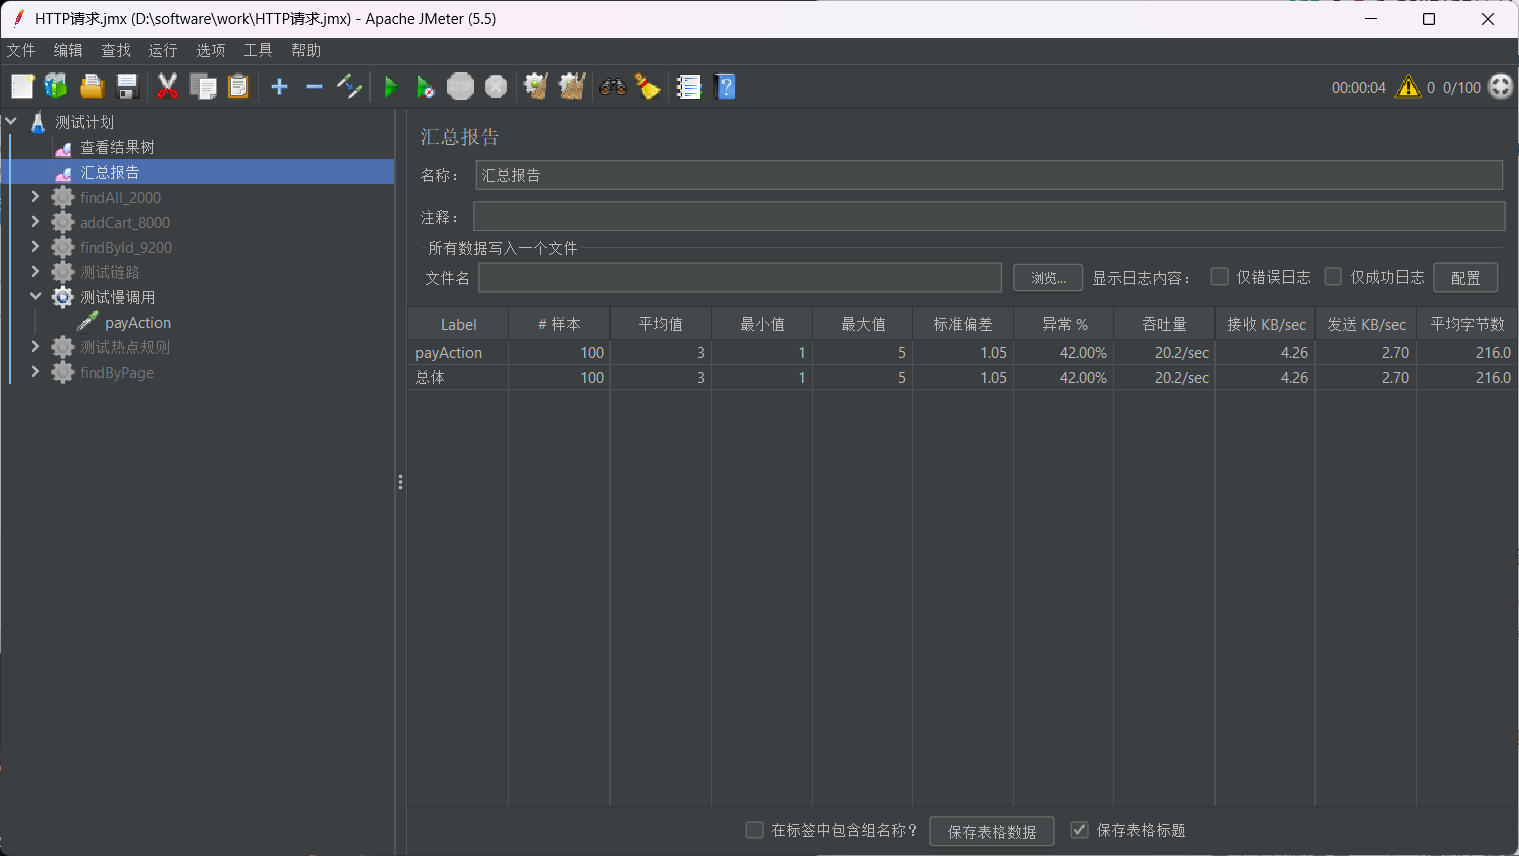 HTTP请求.jmx (D:\software\work\HTTP请求.jmx) - Apache JMeter (5.5)
文件 编辑 查找 运行 选项 工具 帮助
00:00:04 0 0/100
测试计划
查看结果树
汇总报告
findAll_2000
addCart_8000
findById_9200
测试链路
测试慢调用
payAction
测试热点规则
findByPage
汇总报告
名称： 汇总报告
注释：
所有数据写入一个文件
文件名 浏览... 显示日志内容： 仅错误日志 仅成功日志 配置
Label # 样本 平均值 最小值 最大值 标准偏差 异常 % 吞吐量 接收 KB/sec 发送 KB/sec 平均字节数
payAction 100 3 1 5 1.05 42.00% 20.2/sec 4.26 2.70 216.0
总体 100 3 1 5 1.05 42.00% 20.2/sec 4.26 2.70 216.0
在标签中包含组名称？ 保存表格数据 保存表格标题